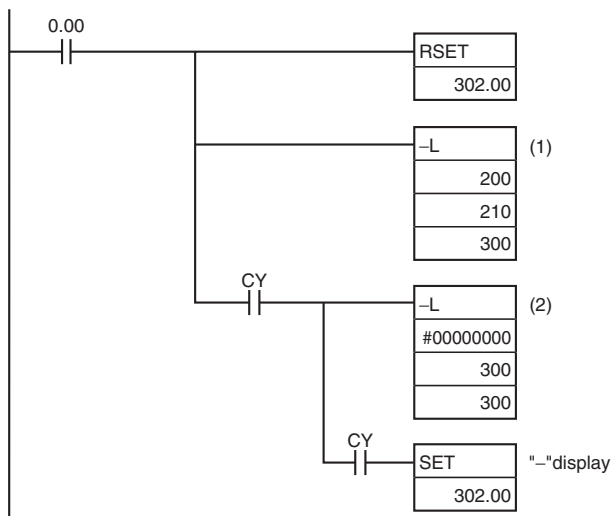 0.00
RSET
302.00
–L (1)
200
210
300
CY
–L (2)
#00000000
300
300
CY
SET "–"display
302.00